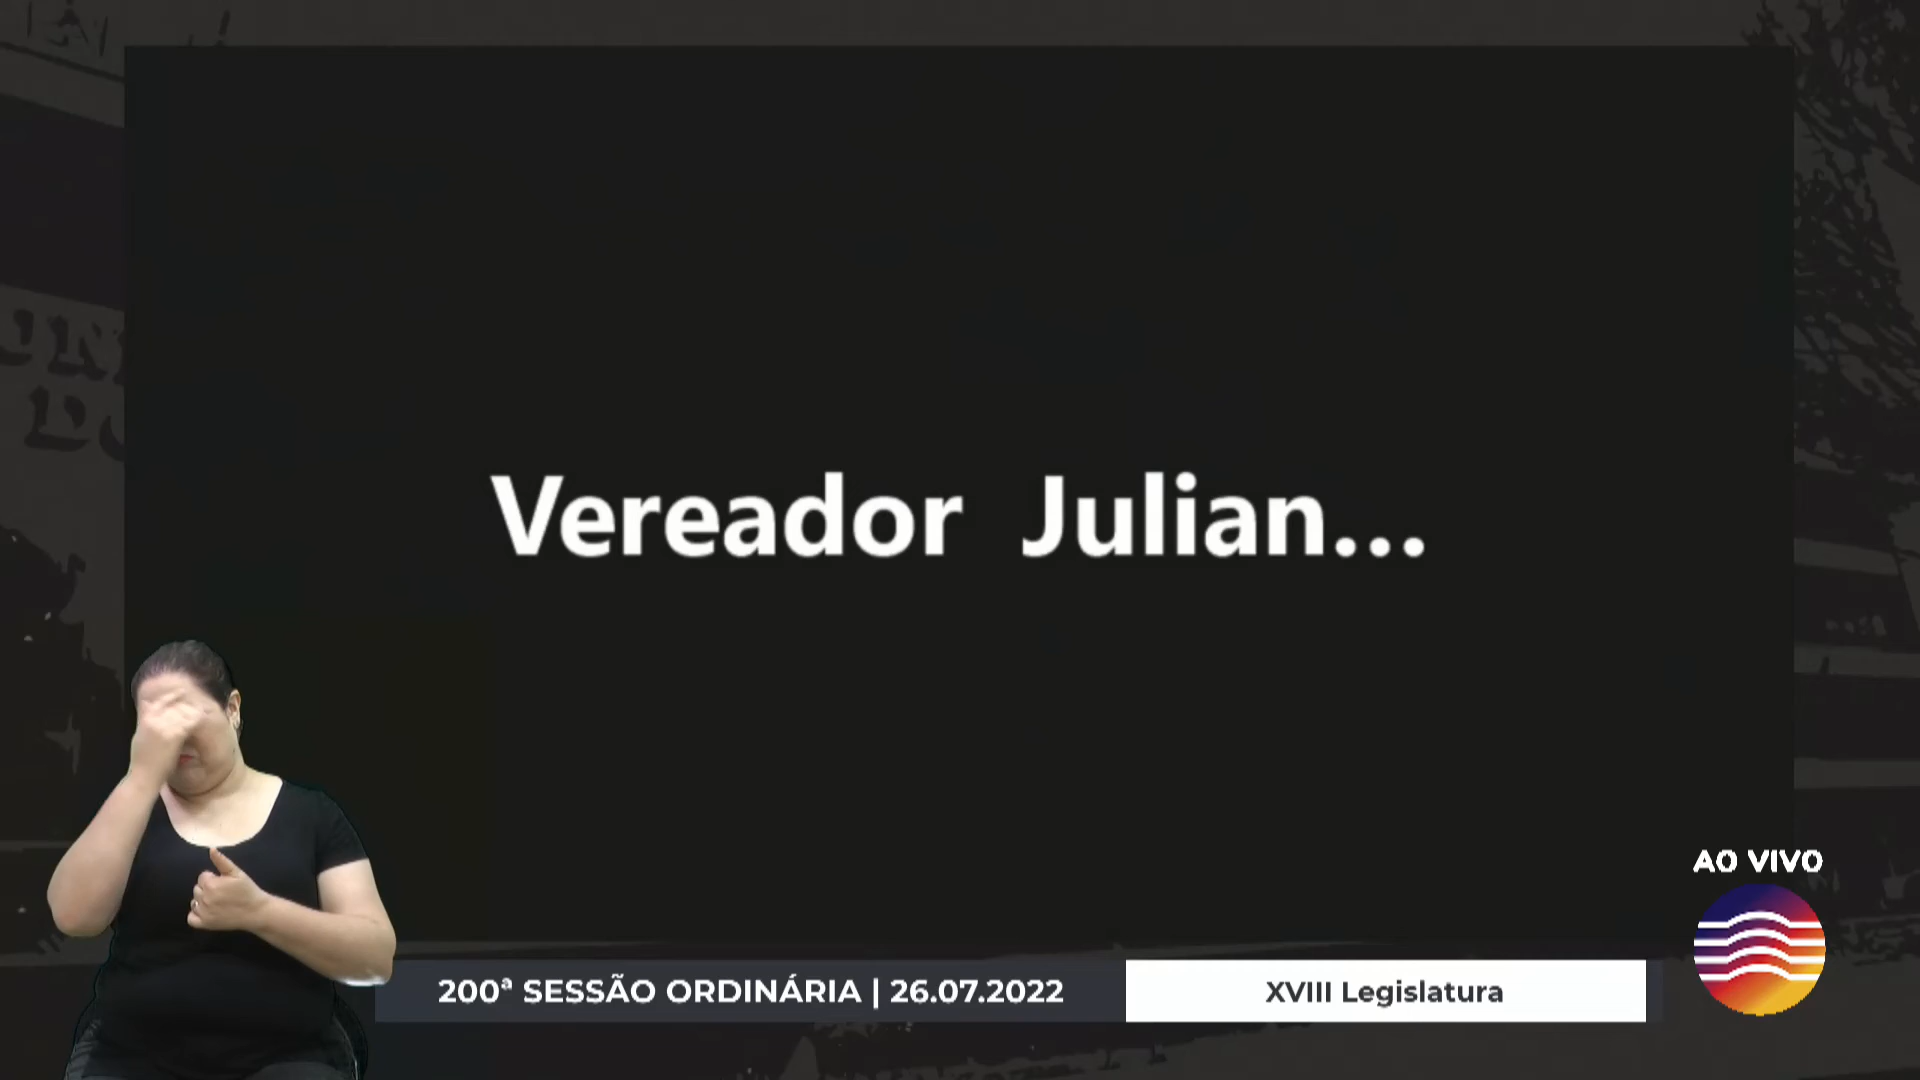 Vereador Julian...
AO VIVO
200ª SESSÃO ORDINÁRIA | 26.07.2022
XVIII Legislatura